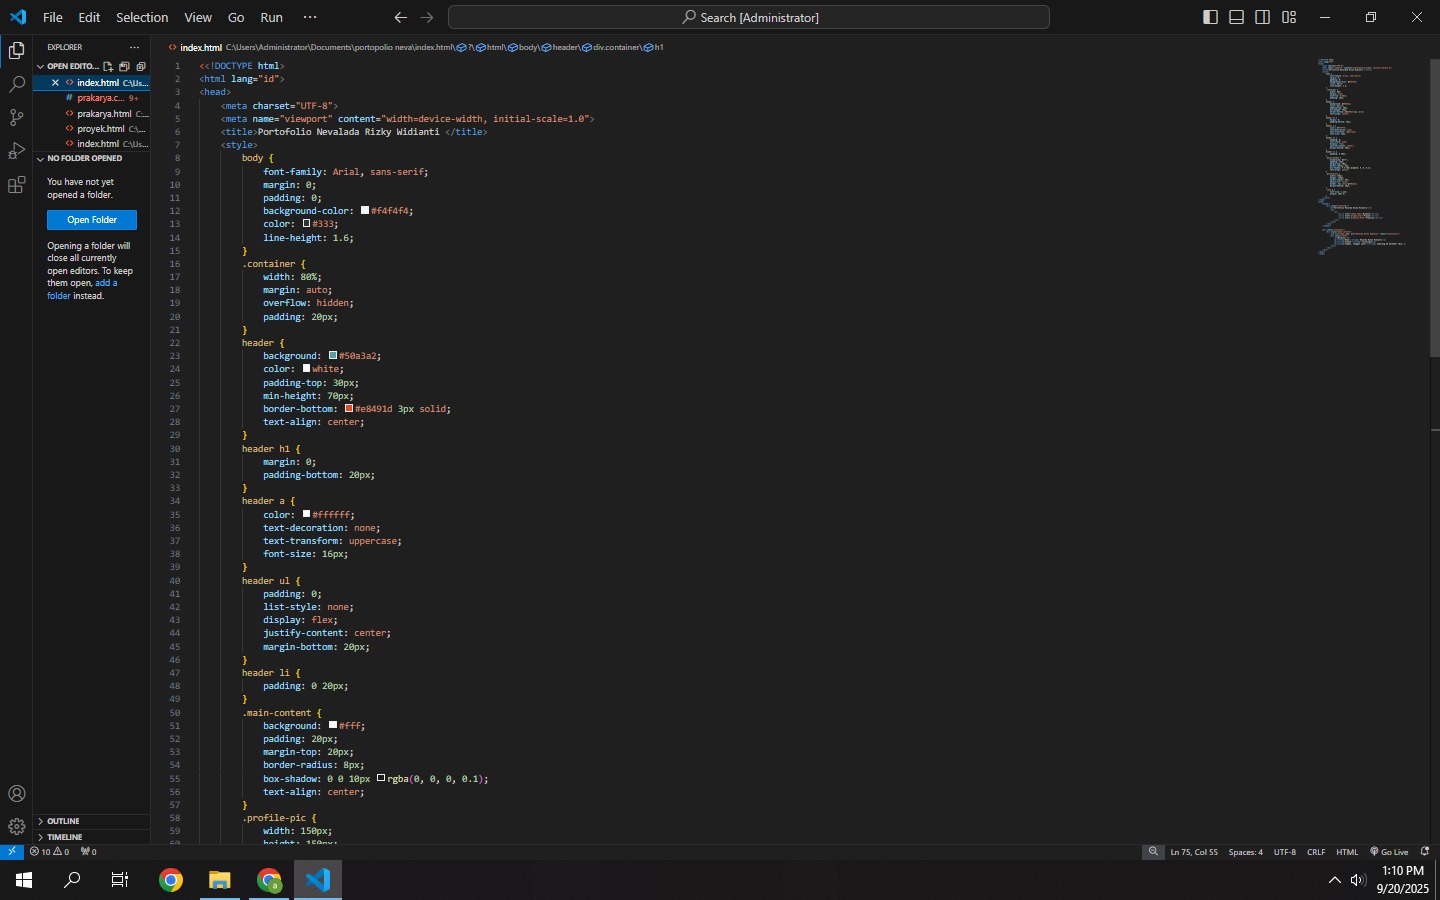 File Edit Selection View Go Run ···
Search [Administrator]
EXPLORER ···
OPEN EDITO...
index.html C:\Us...
# prakarya.c... 9+
prakarya.html C:...
proyek.html C:\...
index.html C:\Us...
NO FOLDER OPENED
You have not yet
opened a folder.
Open Folder
Opening a folder will
close all currently
open editors. To keep
them open, add a
folder instead.
OUTLINE
TIMELINE
index.html C:\Users\Administrator\Documents\portopolio neva\index.html\?\html\body\header\div.container\h1
1 <<!DOCTYPE html>
2 <html lang="id">
3 <head>
4 <meta charset="UTF-8">
5 <meta name="viewport" content="width=device-width, initial-scale=1.0">
6 <title>Portofolio Nevalada Rizky Widianti </title>
7 <style>
8 body {
9 font-family: Arial, sans-serif;
10 margin: 0;
11 padding: 0;
12 background-color: #f4f4f4;
13 color: #333;
14 line-height: 1.6;
15 }
16 .container {
17 width: 80%;
18 margin: auto;
19 overflow: hidden;
20 padding: 20px;
21 }
22 header {
23 background: #50a3a2;
24 color: white;
25 padding-top: 30px;
26 min-height: 70px;
27 border-bottom: #e8491d 3px solid;
28 text-align: center;
29 }
30 header h1 {
31 margin: 0;
32 padding-bottom: 20px;
33 }
34 header a {
35 color: #ffffff;
36 text-decoration: none;
37 text-transform: uppercase;
38 font-size: 16px;
39 }
40 header ul {
41 padding: 0;
42 list-style: none;
43 display: flex;
44 justify-content: center;
45 margin-bottom: 20px;
46 }
47 header li {
48 padding: 0 20px;
49 }
50 .main-content {
51 background: #fff;
52 padding: 20px;
53 margin-top: 20px;
54 border-radius: 8px;
55 box-shadow: 0 0 10px rgba(0, 0, 0, 0.1);
56 text-align: center;
57 }
58 .profile-pic {
59 width: 150px;
60 height: 150px;
10 0 0
Ln 75, Col 55 Spaces: 4 UTF-8 CRLF HTML Go Live
a
1:10 PM
9/20/2025